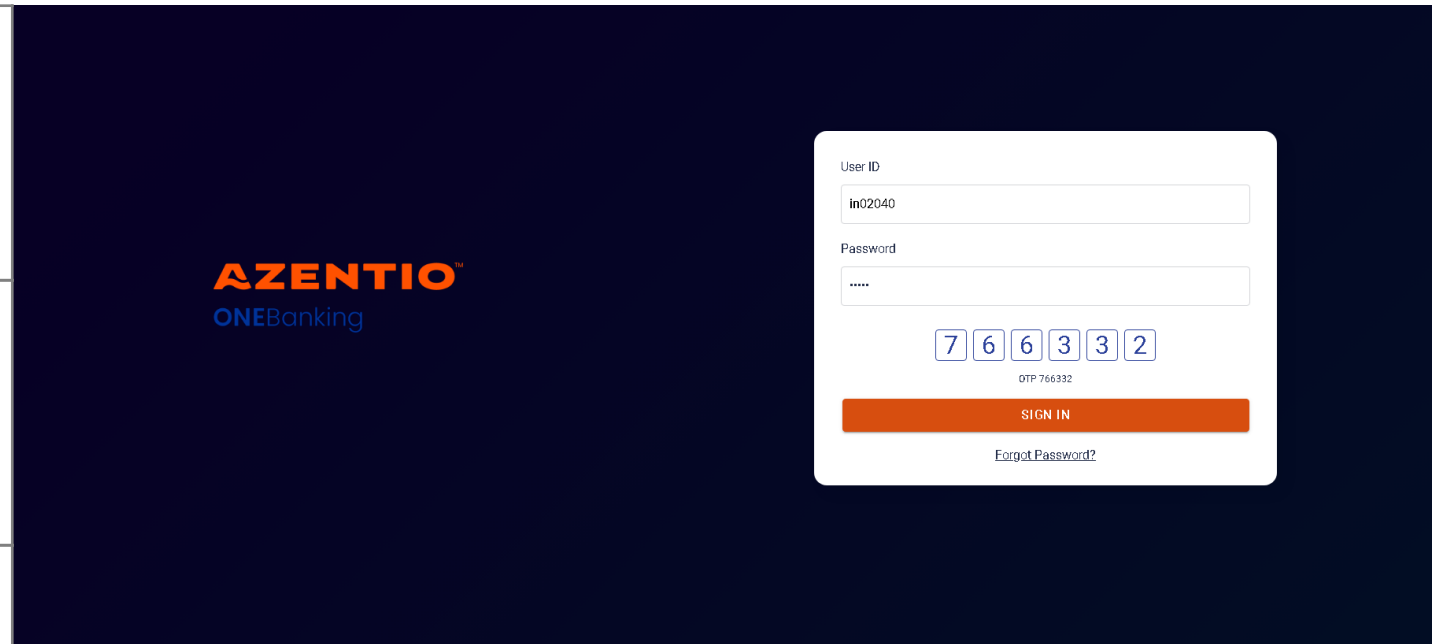 User ID
in02040
Password
•••••
AZENTIO™
ONEBanking
7 6 6 3 3 2
OTP 766332
SIGN IN
Forgot Password?